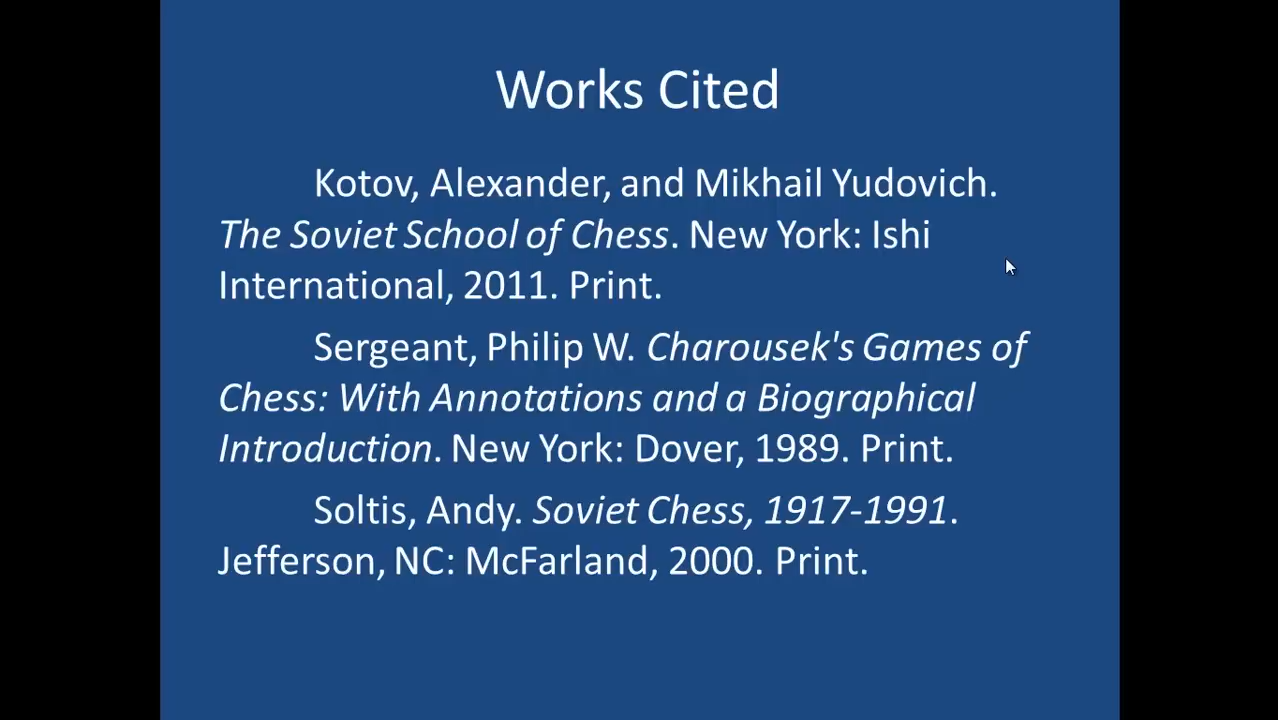 Works Cited
Kotov, Alexander, and Mikhail Yudovich.
The Soviet School of Chess. New York: Ishi
International, 2011. Print.
Sergeant, Philip W. Charousek's Games of
Chess: With Annotations and a Biographical
Introduction. New York: Dover, 1989. Print.
Soltis, Andy. Soviet Chess, 1917-1991.
Jefferson, NC: McFarland, 2000. Print.